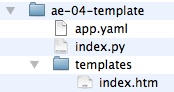 ae-04-template
app.yaml
index.py
templates
index.htm